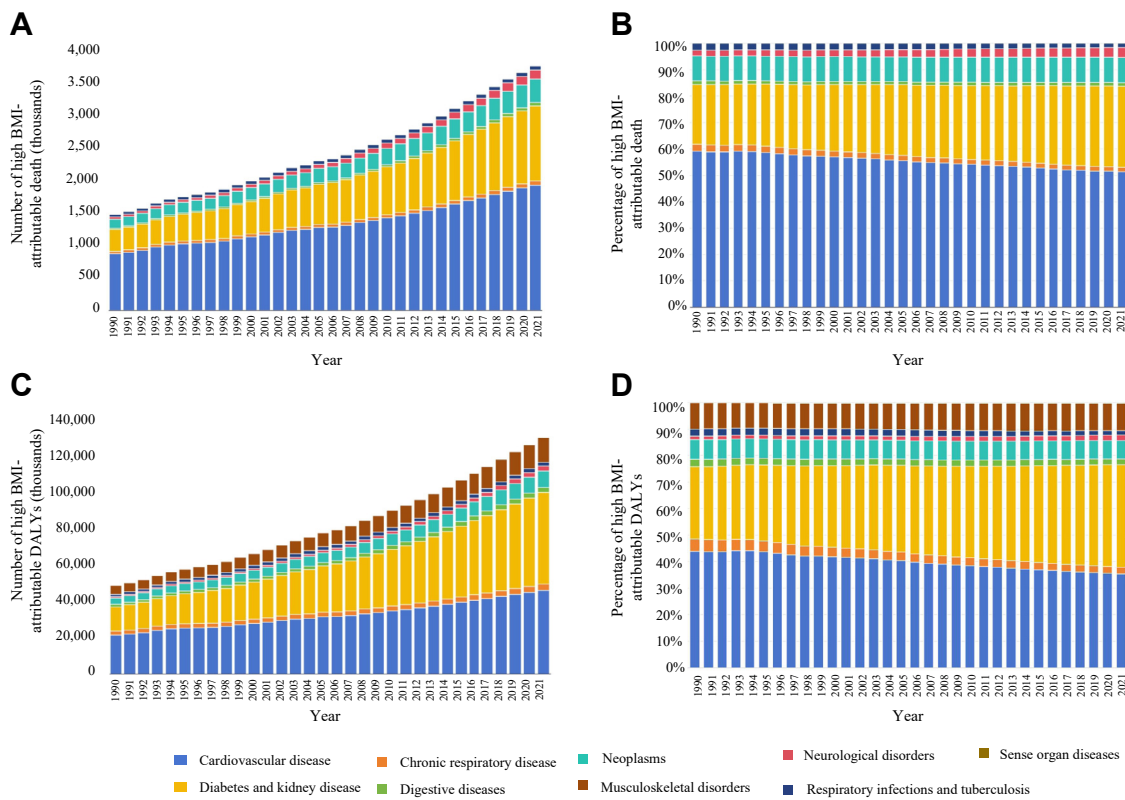 A
Number of high BMI-
attributable death (thousands)
4,000
3,500
3,000
2,500
2,000
1,500
1,000
500
0
1990 1991 1992 1993 1994 1995 1996 1997 1998 1999 2000 2001 2002 2003 2004 2005 2006 2007 2008 2009 2010 2011 2012 2013 2014 2015 2016 2017 2018 2019 2020 2021
Year
B
Percentage of high BMI-
attributable death
100%
90%
80%
70%
60%
50%
40%
30%
20%
10%
0%
1990 1991 1992 1993 1994 1995 1996 1997 1998 1999 2000 2001 2002 2003 2004 2005 2006 2007 2008 2009 2010 2011 2012 2013 2014 2015 2016 2017 2018 2019 2020 2021
Year
C
Number of high BMI-
attributable DALYs (thousands)
140,000
120,000
100,000
80,000
60,000
40,000
20,000
0
1990 1991 1992 1993 1994 1995 1996 1997 1998 1999 2000 2001 2002 2003 2004 2005 2006 2007 2008 2009 2010 2011 2012 2013 2014 2015 2016 2017 2018 2019 2020 2021
Year
D
Percentage of high BMI-
attributable DALYs
100%
90%
80%
70%
60%
50%
40%
30%
20%
10%
0%
1990 1991 1992 1993 1994 1995 1996 1997 1998 1999 2000 2001 2002 2003 2004 2005 2006 2007 2008 2009 2010 2011 2012 2013 2014 2015 2016 2017 2018 2019 2020 2021
Year
Cardiovascular disease Chronic respiratory disease Neoplasms Neurological disorders Sense organ diseases
Diabetes and kidney disease Digestive diseases Musculoskeletal disorders Respiratory infections and tuberculosis